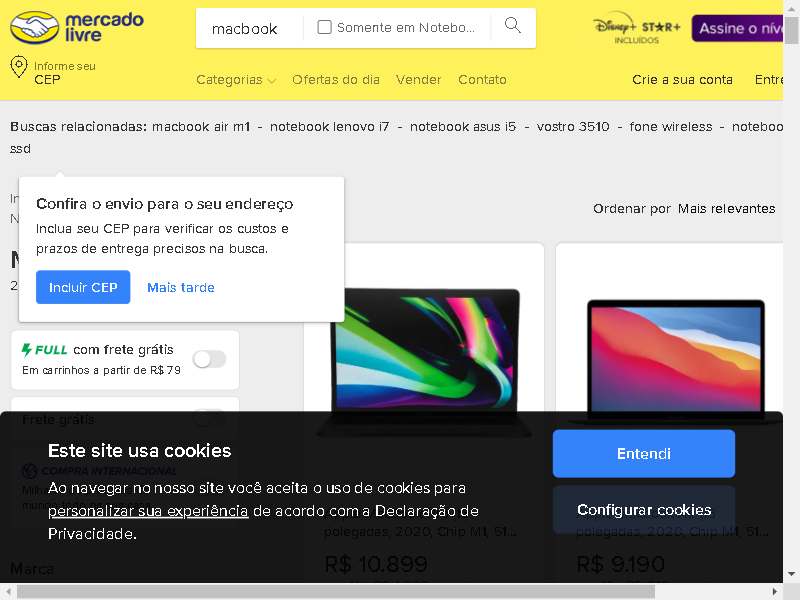 mercado
livre
macbook
Somente em Notebo...
Disney+ STAR+
INCLUÍDOS
Assine o nív
Informe seu
CEP
Categorias
Ofertas do dia
Vender
Contato
Crie a sua conta
Entre
Buscas relacionadas: macbook air m1 - notebook lenovo i7 - notebook asus i5 - vostro 3510 - fone wireless - noteboo
ssd
Confira o envio para o seu endereço
Inclua seu CEP para verificar os custos e
prazos de entrega precisos na busca.
Incluir CEP
Mais tarde
Ordenar por Mais relevantes
FULL com frete grátis
Em carrinhos a partir de R$ 79
Frete grátis
COMPRA INTERNACIONAL
Este site usa cookies
Ao navegar no nosso site você aceita o uso de cookies para
personalizar sua experiência de acordo com a Declaração de
Privacidade.
Entendi
Configurar cookies
polegadas, 2020, Chip M1, 51...
R$ 10.899
polegadas, 2020, Chip M1, 51...
R$ 9.190
Marca